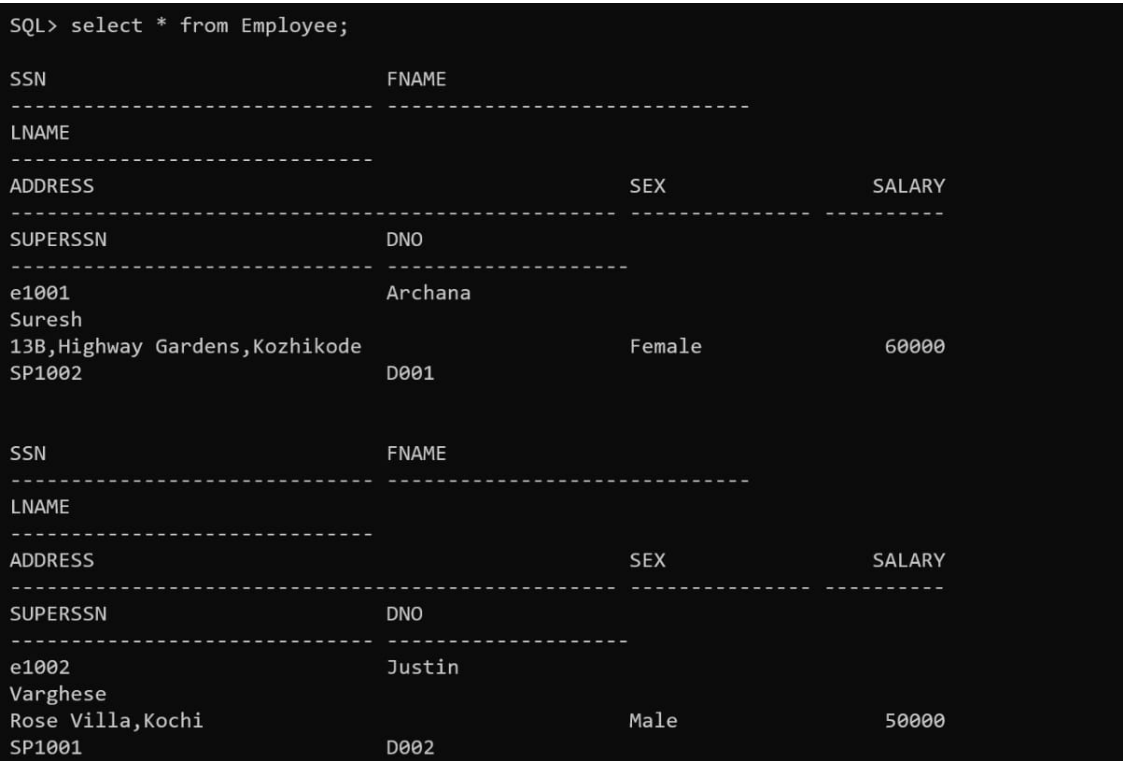 SQL> select * from Employee;
SSN                            FNAME
------------------------------ ------------------------------
LNAME
------------------------------
ADDRESS                                            SEX                 SALARY
-------------------------------------------------- --------------- ----------
SUPERSSN                       DNO
------------------------------ --------------------
e1001                          Archana
Suresh
13B,Highway Gardens,Kozhikode                      Female               60000
SP1002                         D001
SSN                            FNAME
------------------------------ ------------------------------
LNAME
------------------------------
ADDRESS                                            SEX                 SALARY
-------------------------------------------------- --------------- ----------
SUPERSSN                       DNO
------------------------------ --------------------
e1002                          Justin
Varghese
Rose Villa,Kochi                                   Male                 50000
SP1001                         D002